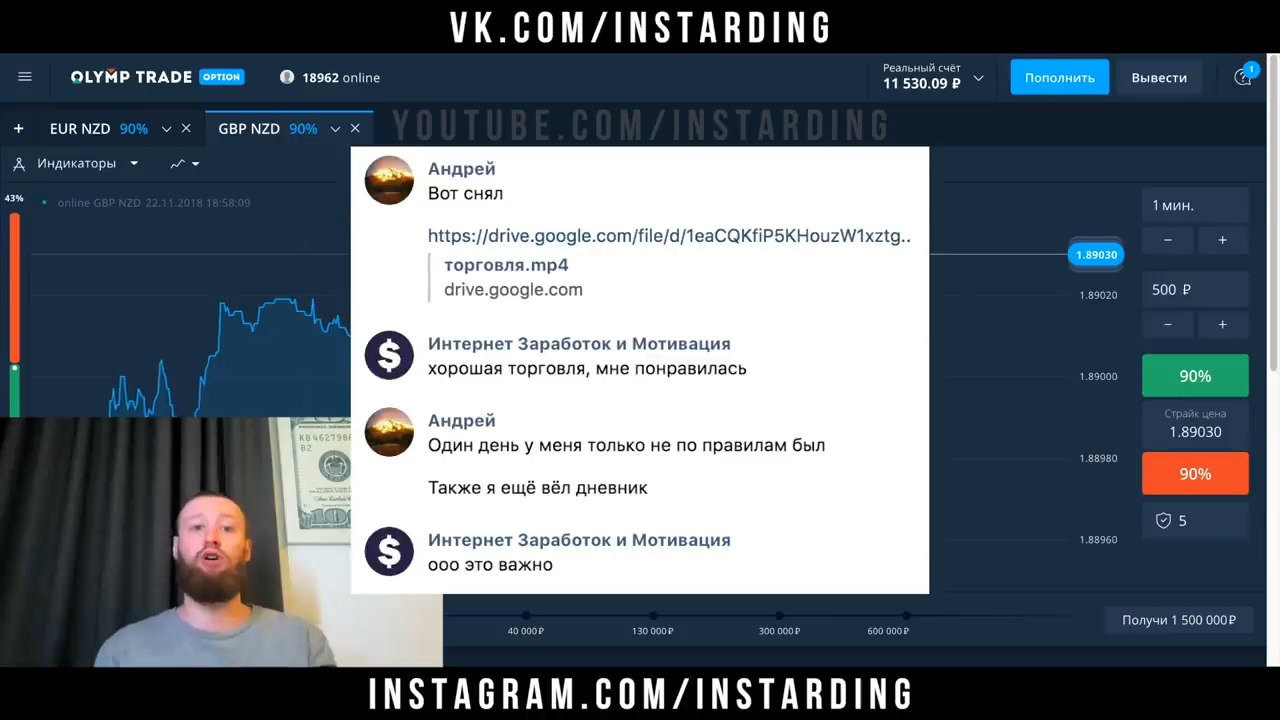 VK.COM/INSTARDING
OLYMP TRADE OPTION
18962 online
Реальный счёт
11 530.09 ₽
Пополнить
Вывести
1
+ EUR NZD 90%
GBP NZD 90%
YOUTUBE.COM/INSTARDING
Индикаторы
43%
online GBP NZD 22.11.2018 18:58:09
Андрей
Вот снял
https://drive.google.com/file/d/1eaCQKfiP5KHouzW1xztg..
торговля.mp4
drive.google.com
Интернет Заработок и Мотивация
хорошая торговля, мне понравилась
Андрей
Один день у меня только не по правилам был
Также я ещё вёл дневник
Интернет Заработок и Мотивация
ооо это важно
1.89030
1.89020
1.89000
1.88980
1.88960
1 мин.
− +
500 ₽
− +
90%
Страйк цена
1.89030
90%
5
KB4627986
B2
100
40 000 ₽
130 000 ₽
300 000 ₽
600 000 ₽
Получи 1 500 000 ₽
INSTAGRAM.COM/INSTARDING